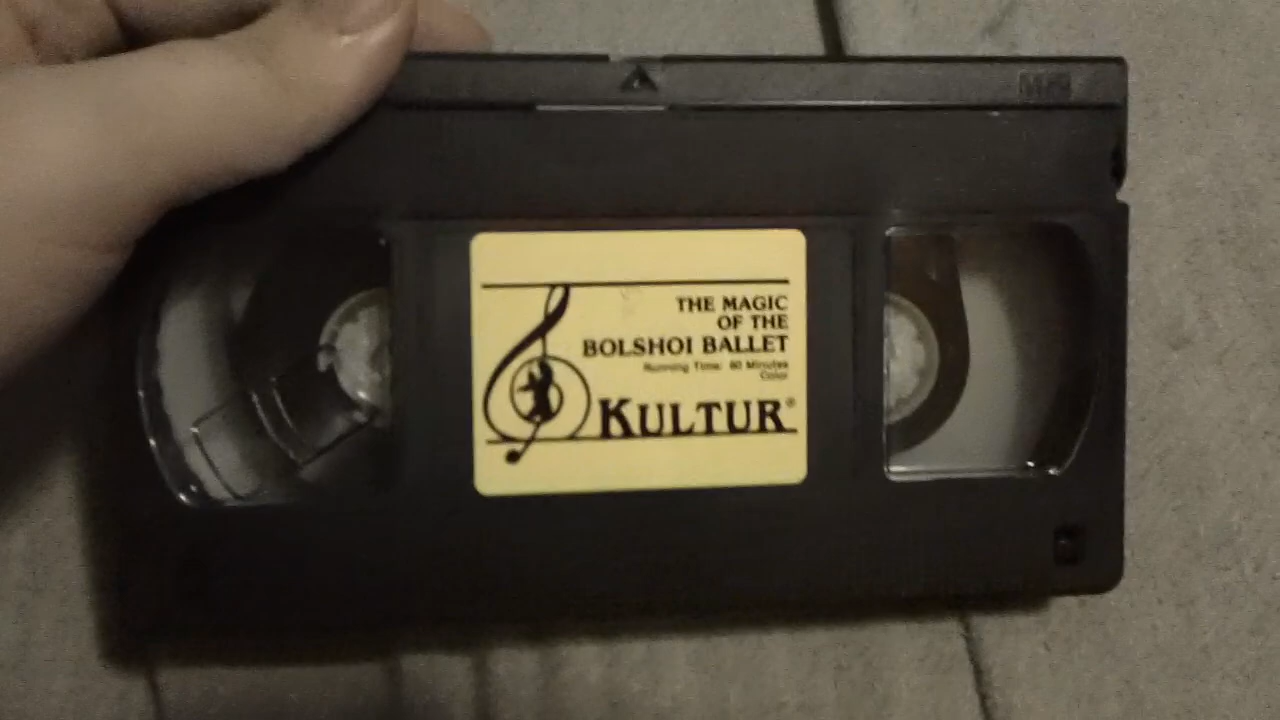 THE MAGIC
OF THE
BOLSHOI BALLET
Running Time: 60 Minutes
Color
KULTUR®